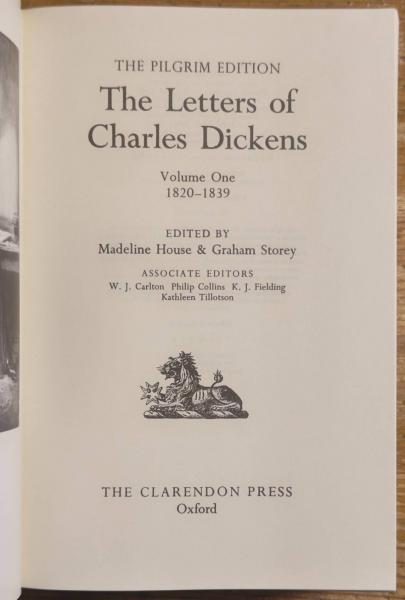 THE PILGRIM EDITION
The Letters of
Charles Dickens
Volume One
1820–1839
EDITED BY
Madeline House & Graham Storey
ASSOCIATE EDITORS
W. J. Carlton Philip Collins K. J. Fielding
Kathleen Tillotson
THE CLARENDON PRESS
Oxford